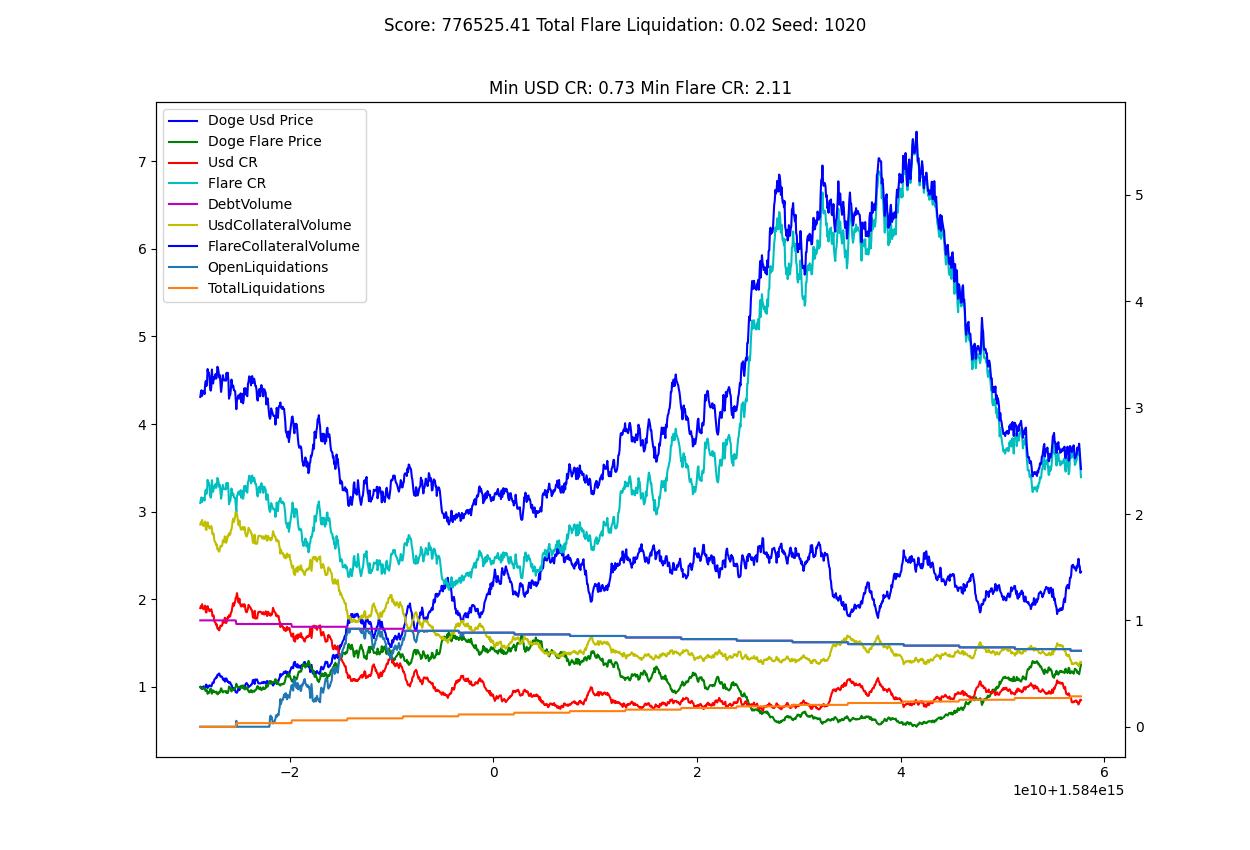 Score: 776525.41 Total Flare Liquidation: 0.02 Seed: 1020
Min USD CR: 0.73 Min Flare CR: 2.11
Doge Usd Price
Doge Flare Price
Usd CR
Flare CR
DebtVolume
UsdCollateralVolume
FlareCollateralVolume
OpenLiquidations
TotalLiquidations
7
6
5
4
3
2
1
5
4
3
2
1
0
−2 0 2 4 6
1e10+1.584e15